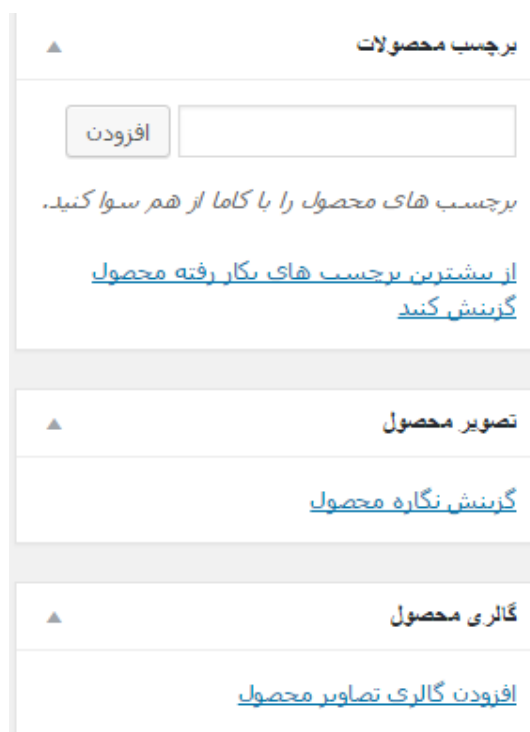 برچسب محصولات
افزودن
برچسب های محصول را با کاما از هم سوا کنید.
از بیشترین برچسب های بکار رفته محصول
گزینش کنید
تصویر محصول
گزینش نگاره محصول
گالری محصول
افزودن گالری تصاویر محصول